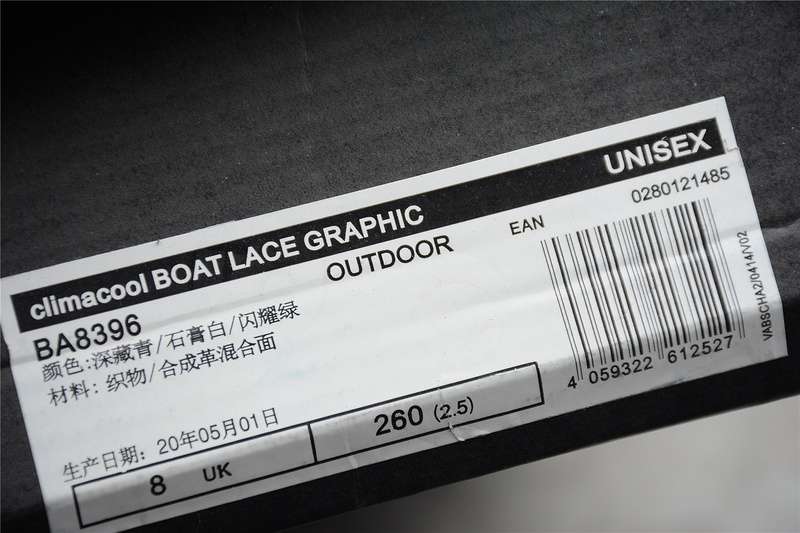 climacool BOAT LACE GRAPHIC UNISEX
BA8396 OUTDOOR EAN 0280121485
颜色:深藏青/石膏白/闪耀绿
材料: 织物/合成革混合面
4 059322 612527
VABSCHA2/0414/V02
生产日期: 20年05月01日
8 UK 260 (2.5)